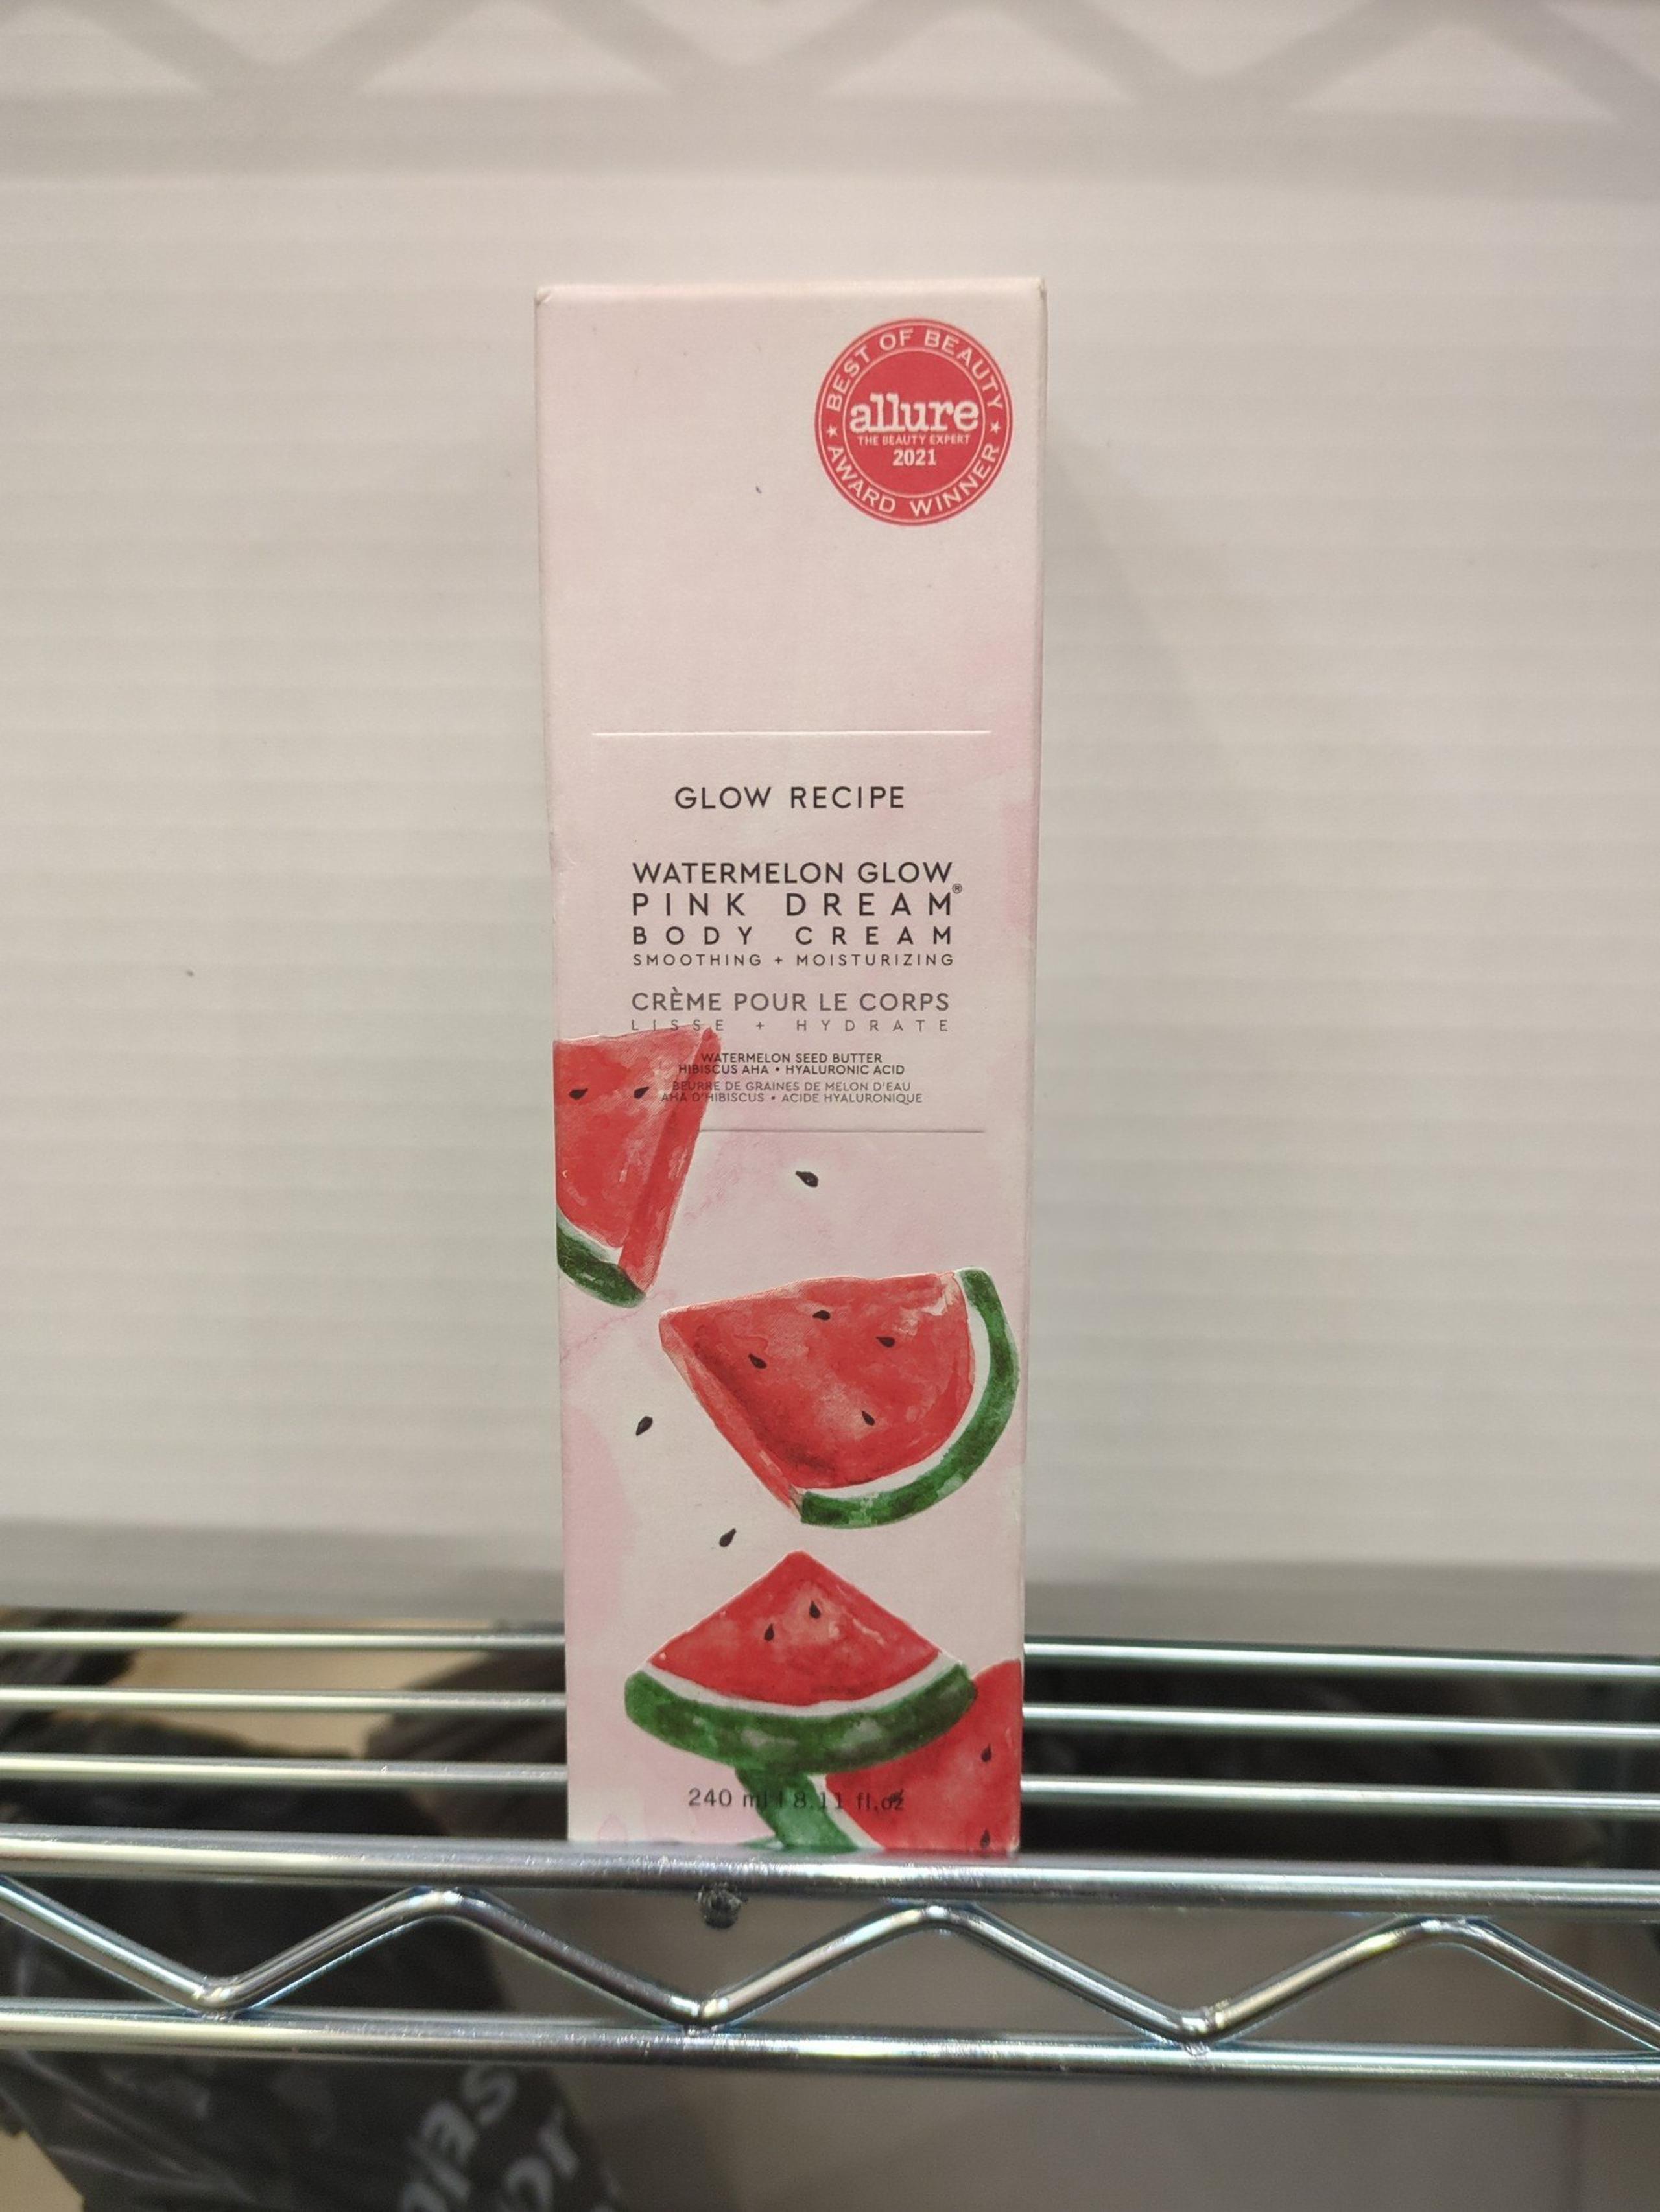 BEST OF BEAUTY
allure
THE BEAUTY EXPERT
2021
AWARD WINNER
GLOW RECIPE
WATERMELON GLOW
PINK DREAM®
BODY CREAM
SMOOTHING + MOISTURIZING
CRÈME POUR LE CORPS
LISSE + HYDRATE
WATERMELON SEED BUTTER
HIBISCUS AHA • HYALURONIC ACID
BEURRE DE GRAINES DE MELON D'EAU
AHA D'HIBISCUS • ACIDE HYALURONIQUE
240 ml | 8.11 fl.oz